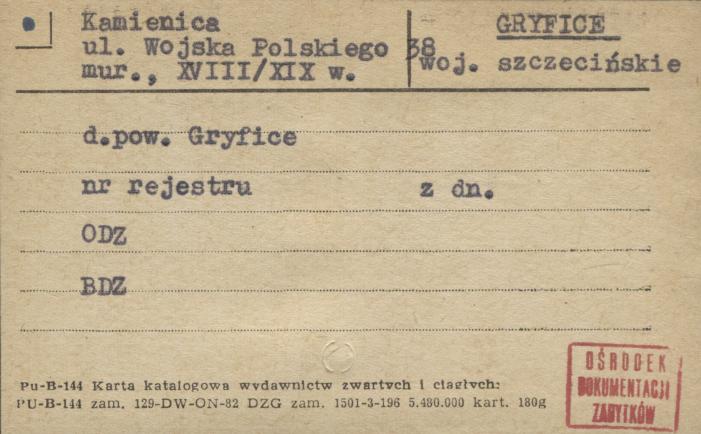 Kamienica
ul. Wojska Polskiego 38
mur., XVIII/XIX w.
GRYFICE
woj. szczecińskie
d.pow. Gryfice
nr rejestru z dn.
ODZ
BDZ
Pu-B-144 Karta katalogowa wydawnictw zwartych i ciągłych:
PU-B-144 zam. 129-DW-ON-82 DZG zam. 1501-3-196 5.480.000 kart. 180g
OŚRODEK
DOKUMENTACJI
ZABYTKÓW